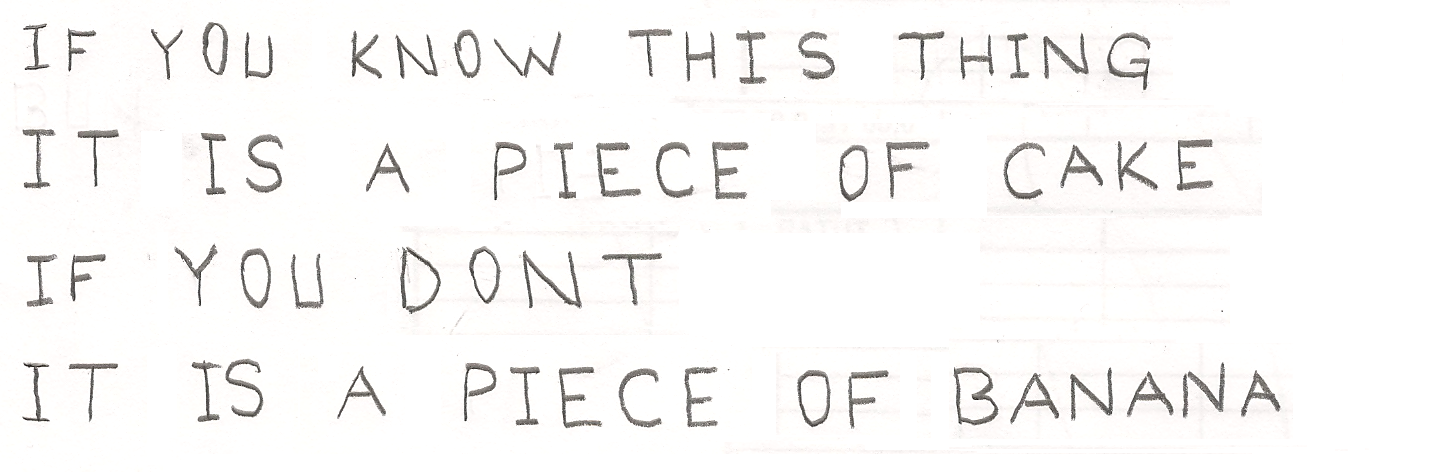 IF YOU KNOW THIS THING
IT IS A PIECE OF CAKE
IF YOU DONT
IT IS A PIECE OF BANANA